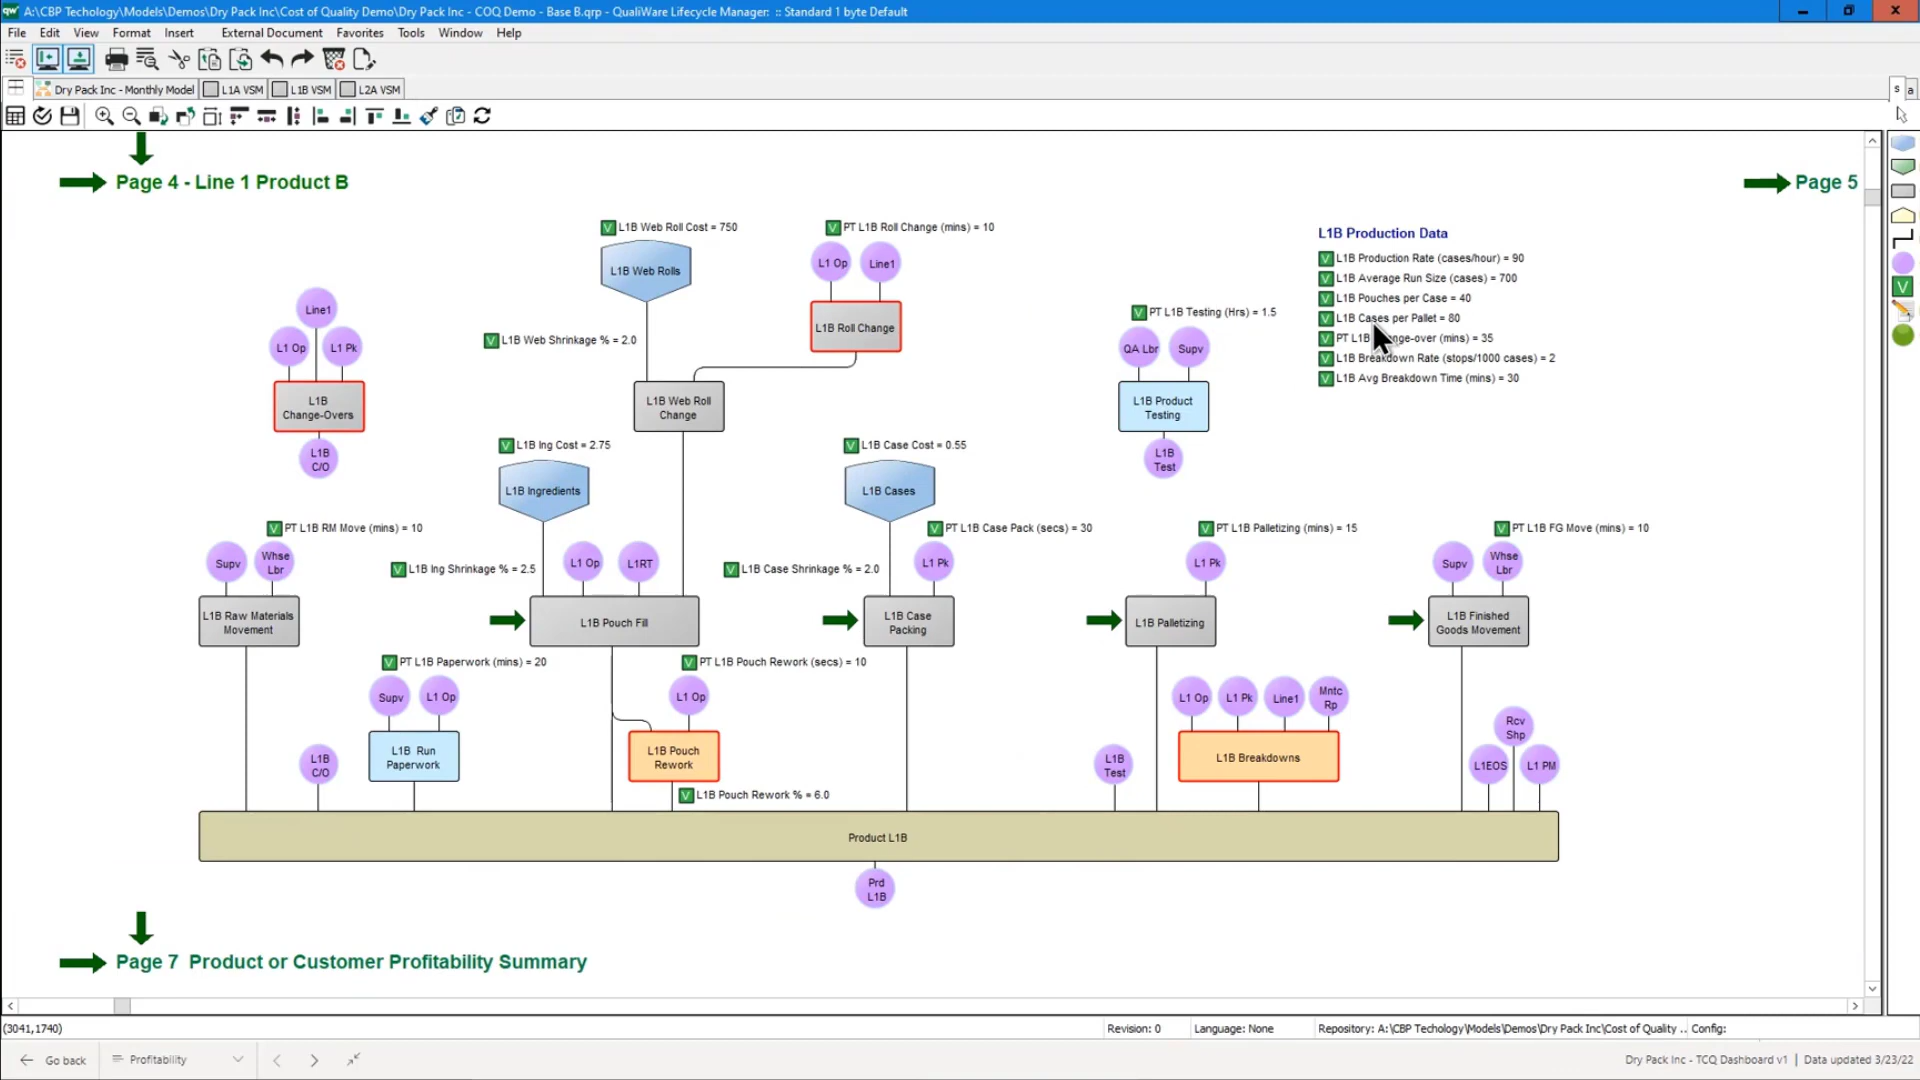 A:\CBP Techology\Models\Demos\Dry Pack Inc\Cost of Quality Demo\Dry Pack Inc - COQ Demo - Base B.qrp - QualiWare Lifecycle Manager: :: Standard 1 byte Default
File Edit View Format Insert External Document Favorites Tools Window Help
Dry Pack Inc - Monthly Model L1A VSM L1B VSM L2A VSM
s a
Page 4 - Line 1 Product B
Page 5
L1B Web Roll Cost = 750
PT L1B Roll Change (mins) = 10
L1B Production Data
L1B Production Rate (cases/hour) = 90
L1B Average Run Size (cases) = 700
L1B Pouches per Case = 40
L1B Cases per Pallet = 80
PT L1B nge-over (mins) = 35
L1B Breakdown Rate (stops/1000 cases) = 2
L1B Avg Breakdown Time (mins) = 30
L1B Web Rolls
L1 Op
Line1
L1B Roll Change
PT L1B Testing (Hrs) = 1.5
Line1
L1 Op
L1 Pk
L1B Web Shrinkage % = 2.0
QA Lbr
Supv
L1B
Change-Overs
L1B Web Roll
Change
L1B Product
Testing
L1B
C/O
L1B Ing Cost = 2.75
L1B Case Cost = 0.55
L1B
Test
L1B Ingredients
L1B Cases
PT L1B RM Move (mins) = 10
PT L1B Case Pack (secs) = 30
PT L1B Palletizing (mins) = 15
PT L1B FG Move (mins) = 10
Supv
Whse
Lbr
L1B Ing Shrinkage % = 2.5
L1 Op
L1RT
L1B Case Shrinkage % = 2.0
L1 Pk
L1 Pk
Supv
Whse
Lbr
L1B Raw Materials
Movement
L1B Pouch Fill
L1B Case
Packing
L1B Palletizing
L1B Finished
Goods Movement
PT L1B Paperwork (mins) = 20
PT L1B Pouch Rework (secs) = 10
Supv
L1 Op
L1 Op
L1 Op
L1 Pk
Line1
Mntc
Rp
Rcv
Shp
L1B
C/O
L1B Run
Paperwork
L1B Pouch
Rework
L1B
Test
L1B Breakdowns
L1EOS
L1 PM
L1B Pouch Rework % = 6.0
Product L1B
Prd
L1B
Page 7 Product or Customer Profitability Summary
(3041,1740)
Revision: 0
Language: None
Repository: A:\CBP Techology\Models\Demos\Dry Pack Inc\Cost of Quality ..
Config:
Go back
Profitability
Dry Pack Inc - TCQ Dashboard v1 | Data updated 3/23/22